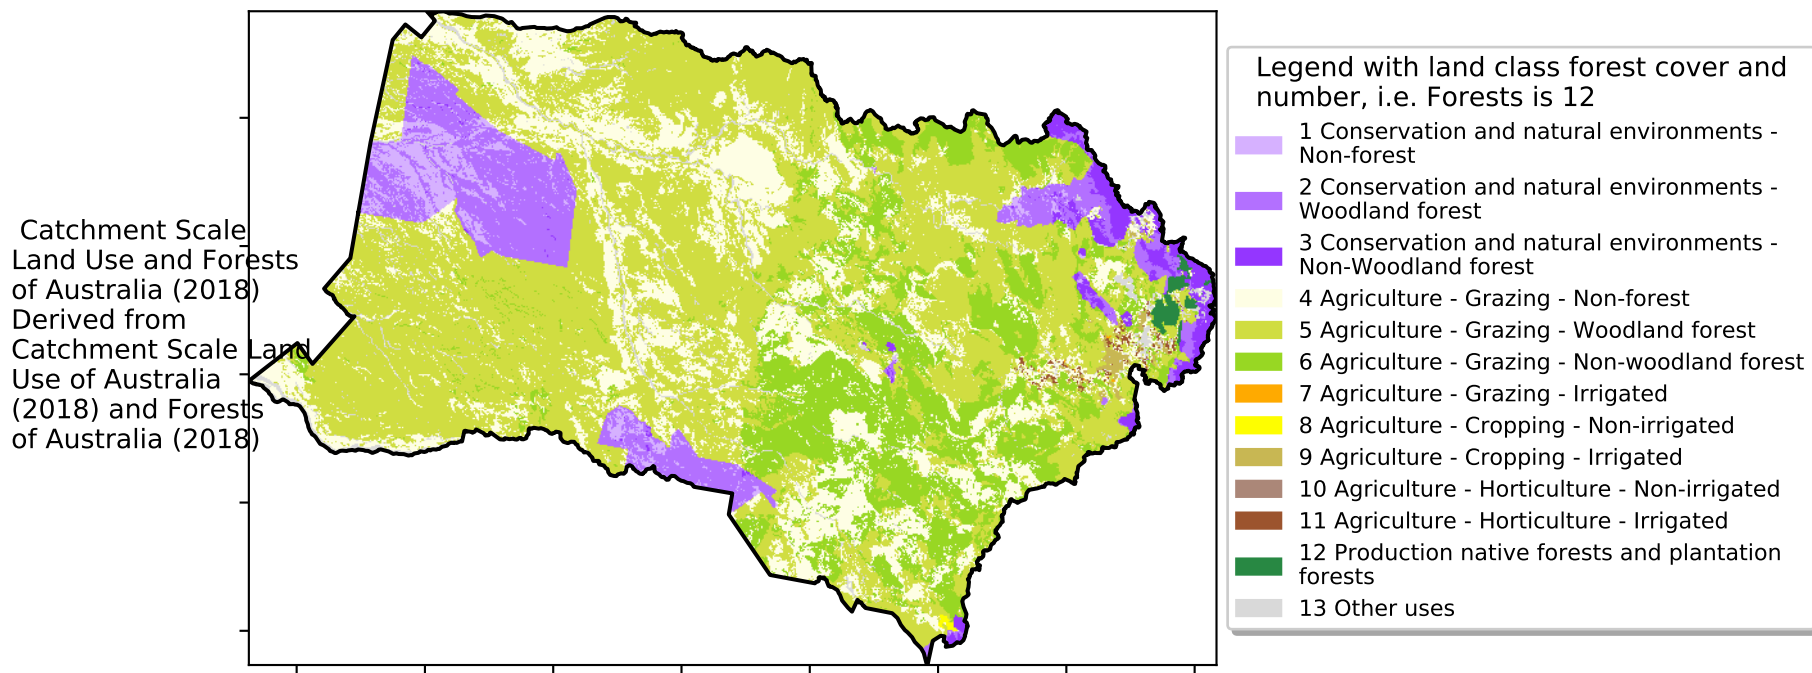 Catchment Scale
Land Use and Forests
of Australia (2018)
Derived from
Catchment Scale Land
Use of Australia
(2018) and Forests
of Australia (2018)
Legend with land class forest cover and
number, i.e. Forests is 12
1 Conservation and natural environments -
Non-forest
2 Conservation and natural environments -
Woodland forest
3 Conservation and natural environments -
Non-Woodland forest
4 Agriculture - Grazing - Non-forest
5 Agriculture - Grazing - Woodland forest
6 Agriculture - Grazing - Non-woodland forest
7 Agriculture - Grazing - Irrigated
8 Agriculture - Cropping - Non-irrigated
9 Agriculture - Cropping - Irrigated
10 Agriculture - Horticulture - Non-irrigated
11 Agriculture - Horticulture - Irrigated
12 Production native forests and plantation
forests
13 Other uses